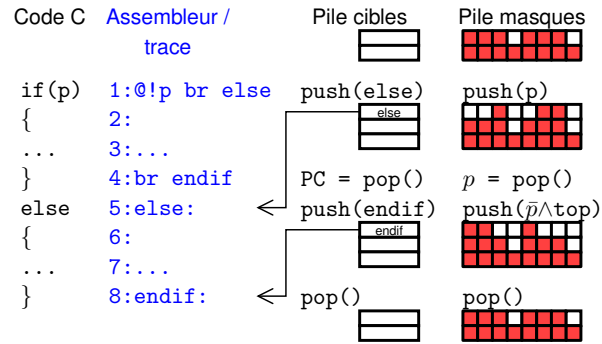 Code C Assembleur / Pile cibles Pile masques
trace
if(p) 1:@!p br else push(else) push(p)
{ 2: else
... 3:...
} 4:br endif PC = pop() p = pop()
else 5:else: push(endif) push(p̄∧top)
{ 6: endif
... 7:...
} 8:endif: pop() pop()